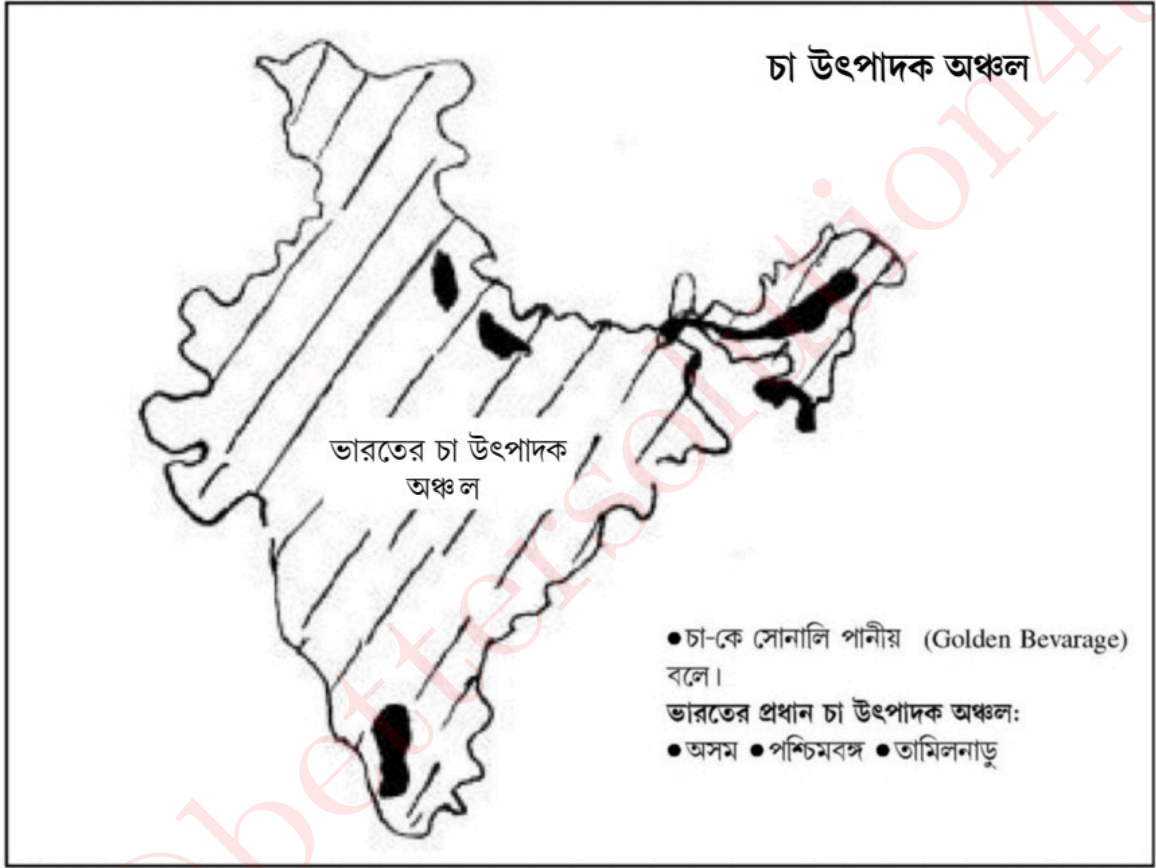 চা উৎপাদক অঞ্চল
ভারতের চা উৎপাদক
অঞ্চল
●চা-কে সোনালি পানীয় (Golden Bevarage)
বলে।
ভারতের প্রধান চা উৎপাদক অঞ্চল:
●অসম ●পশ্চিমবঙ্গ ●তামিলনাড়ু
bettersolution4u